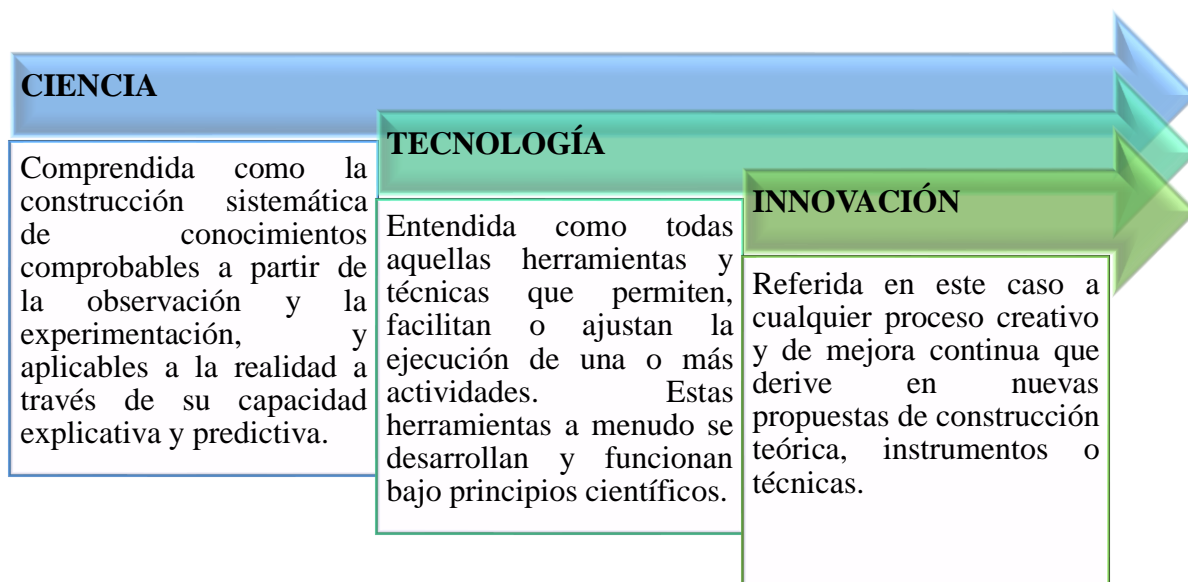 CIENCIA
Comprendida como la
construcción sistemática
de conocimientos
comprobables a partir de
la observación y la
experimentación, y
aplicables a la realidad a
través de su capacidad
explicativa y predictiva.
TECNOLOGÍA
Entendida como todas
aquellas herramientas y
técnicas que permiten,
facilitan o ajustan la
ejecución de una o más
actividades. Estas
herramientas a menudo se
desarrollan y funcionan
bajo principios científicos.
INNOVACIÓN
Referida en este caso a
cualquier proceso creativo
y de mejora continua que
derive en nuevas
propuestas de construcción
teórica, instrumentos o
técnicas.